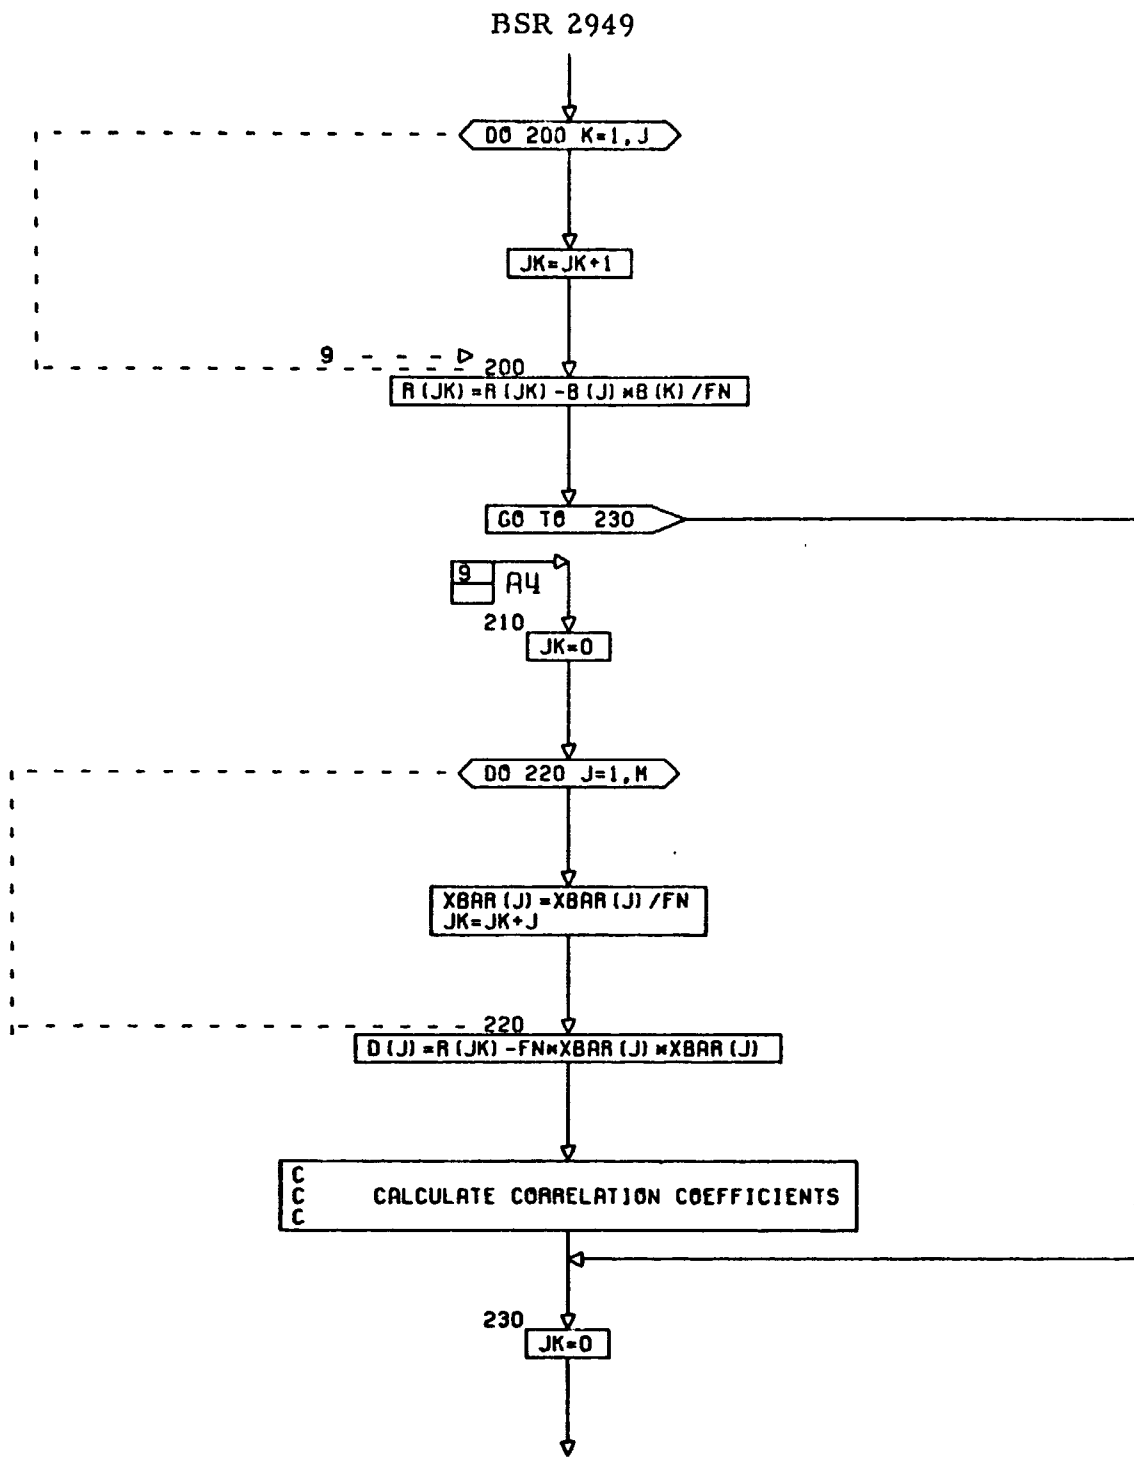 BSR 2949
DO 200 K=1,J
JK=JK+1
9
200
R(JK)=R(JK)-B(J)*B(K)/FN
GO TO 230
9
A4
210
JK=0
DO 220 J=1,M
XBAR(J)=XBAR(J)/FN
JK=JK+J
220
D(J)=R(JK)-FN*XBAR(J)*XBAR(J)
C
C CALCULATE CORRELATION COEFFICIENTS
C
230
JK=0